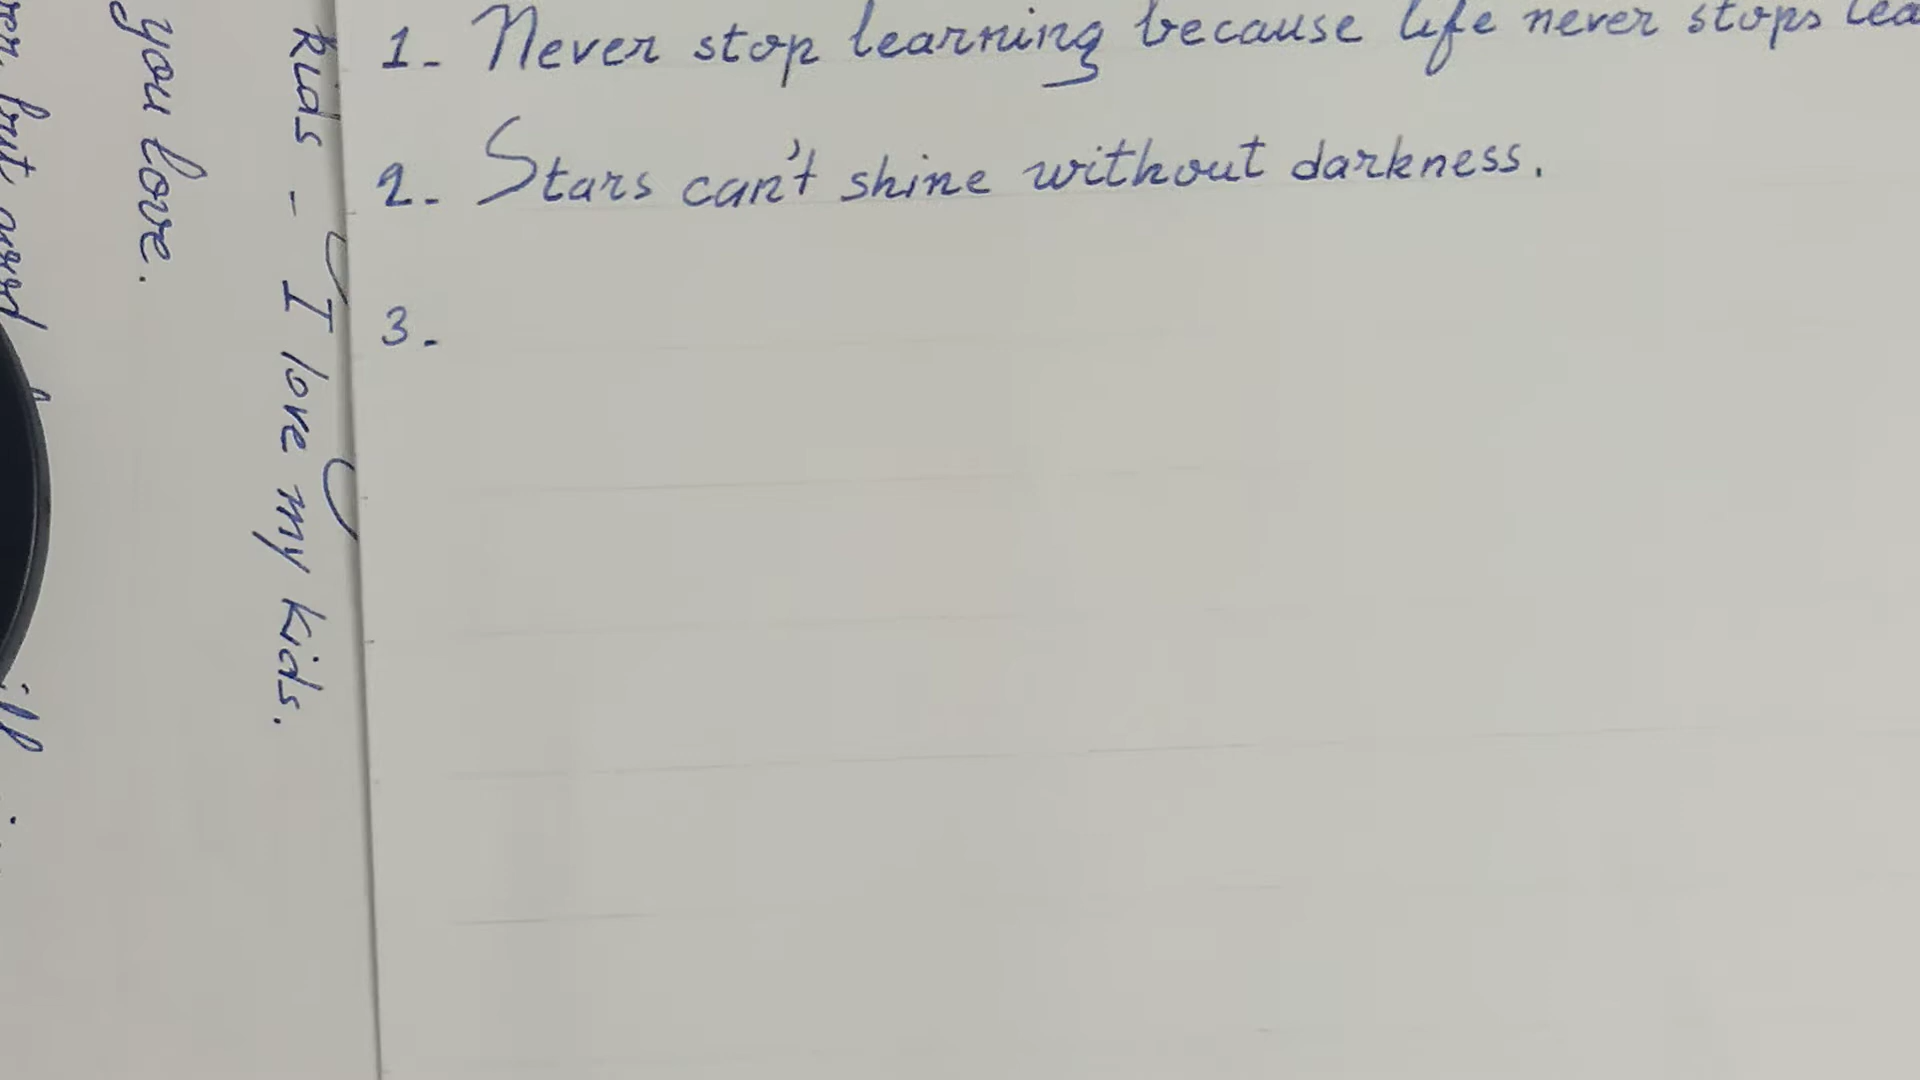 1- Never stop learning because life never stops
2- Stars can't shine without darkness.
3-
Kids - I love my kids.
you love.
but